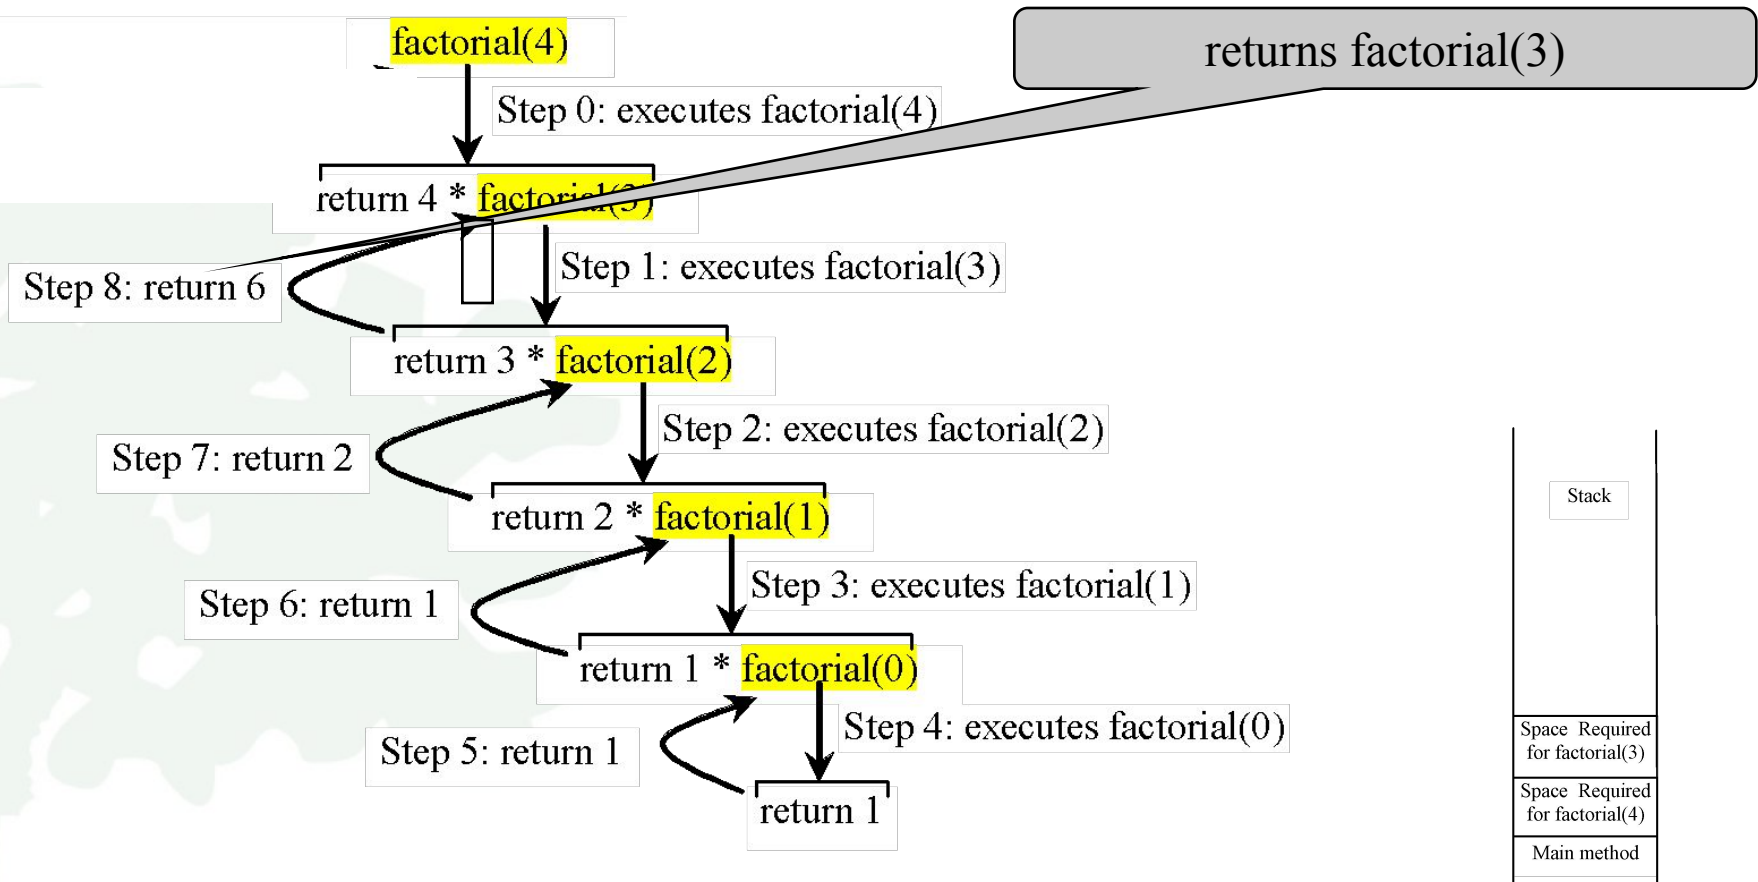 factorial(4)
returns factorial(3)
Step 0: executes factorial(4)
return 4 * factorial(3)
Step 8: return 6
Step 1: executes factorial(3)
return 3 * factorial(2)
Step 7: return 2
Step 2: executes factorial(2)
return 2 * factorial(1)
Stack
Step 6: return 1
Step 3: executes factorial(1)
return 1 * factorial(0)
Step 5: return 1
Step 4: executes factorial(0)
return 1
Space Required
for factorial(3)
Space Required
for factorial(4)
Main method